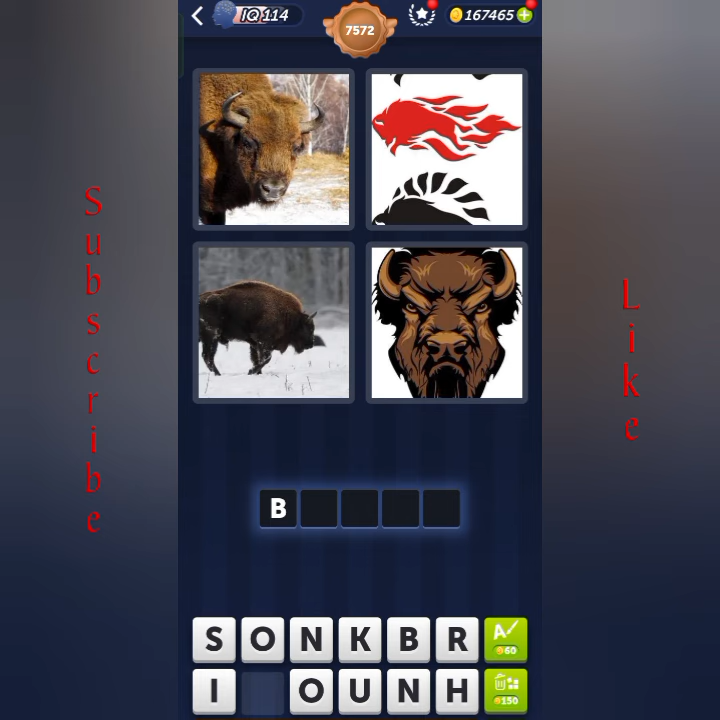 IQ 114
7572
167465
Subscribe
Like
B
S O N K B R
A
60
I O U N H
150